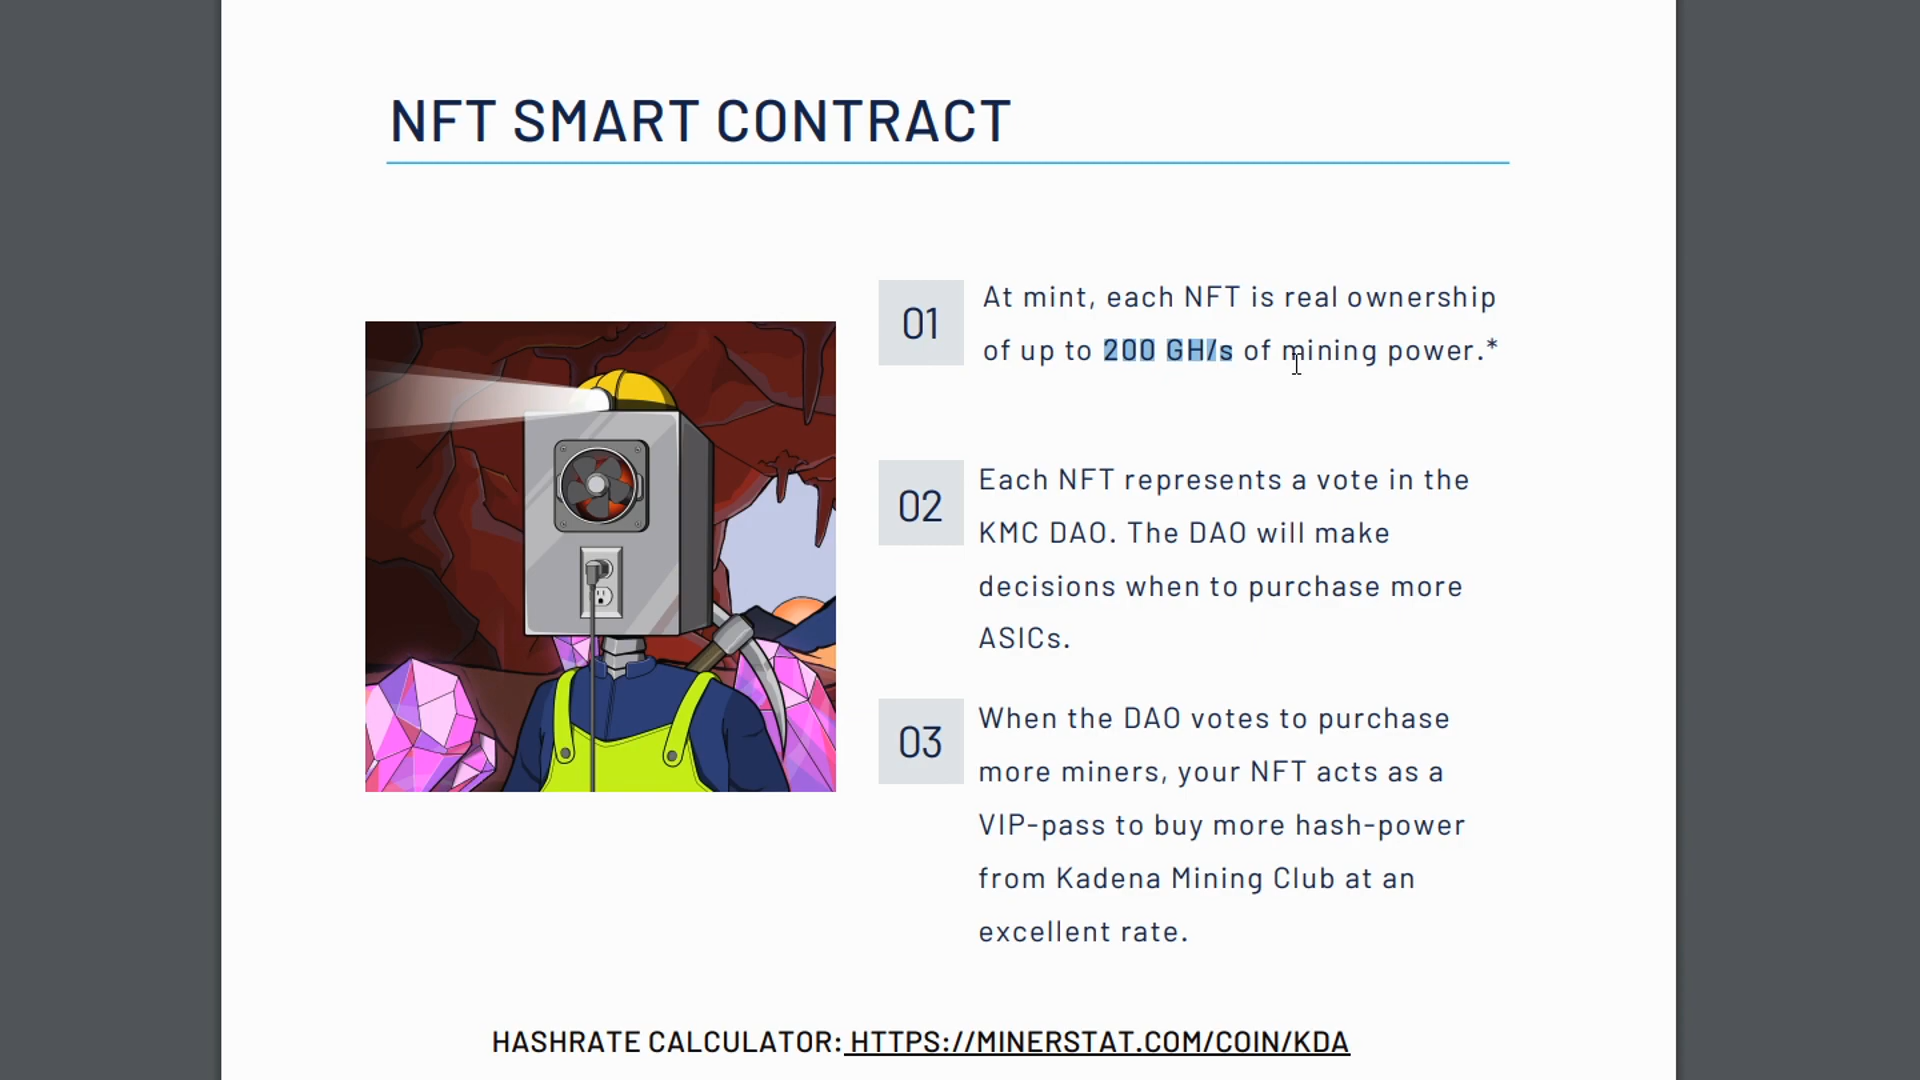 NFT SMART CONTRACT
01
At mint, each NFT is real ownership
of up to 200 GH/s of mining power.*
02
Each NFT represents a vote in the
KMC DAO. The DAO will make
decisions when to purchase more
ASICs.
03
When the DAO votes to purchase
more miners, your NFT acts as a
VIP-pass to buy more hash-power
from Kadena Mining Club at an
excellent rate.
HASHRATE CALCULATOR: HTTPS://MINERSTAT.COM/COIN/KDA